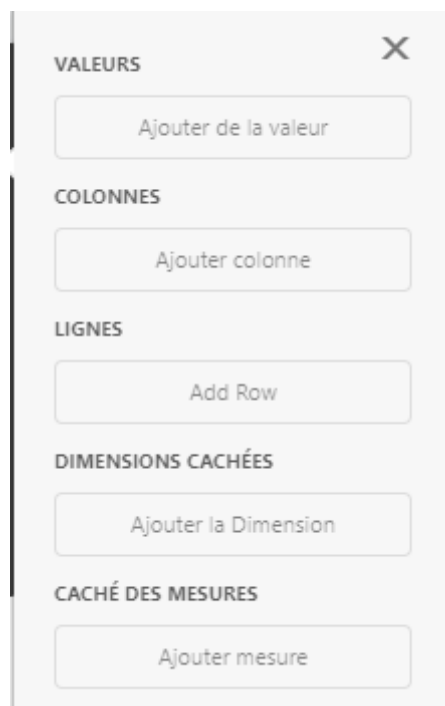 VALEURS
Ajouter de la valeur
COLONNES
Ajouter colonne
LIGNES
Add Row
DIMENSIONS CACHÉES
Ajouter la Dimension
CACHÉ DES MESURES
Ajouter mesure